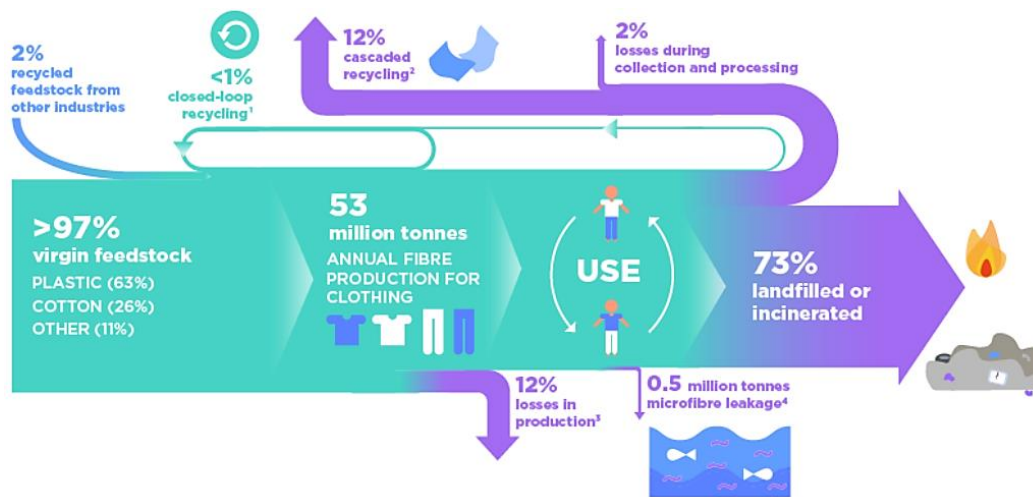 2%
recycled
feedstock from
other industries
<1%
closed-loop
recycling¹
12%
cascaded
recycling²
2%
losses during
collection and processing
>97%
virgin feedstock
PLASTIC (63%)
COTTON (26%)
OTHER (11%)
53
million tonnes
ANNUAL FIBRE
PRODUCTION FOR
CLOTHING
USE
73%
landfilled or
incinerated
12%
losses in
production³
0.5 million tonnes
microfibre leakage⁴